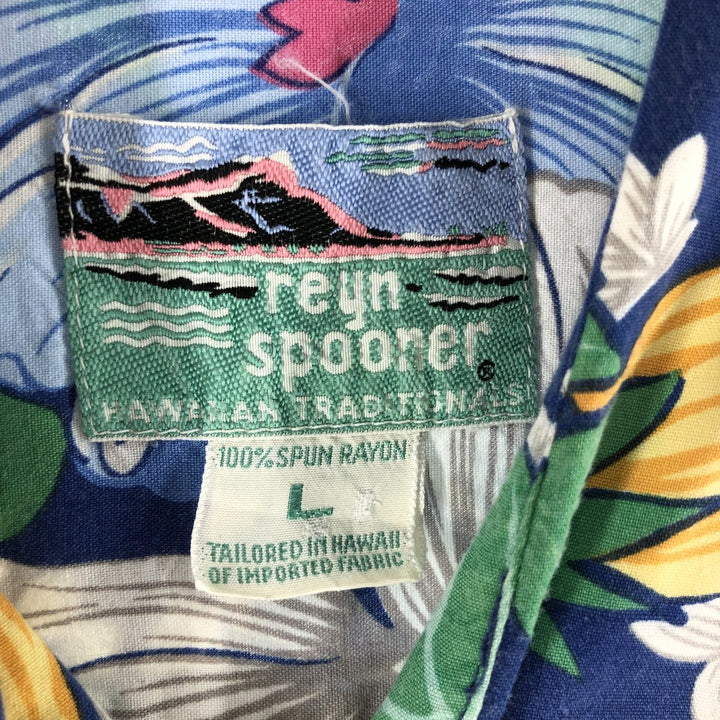 reyn
spooner®
HAWAIIAN TRADITIONALS
100% SPUN RAYON
L
TAILORED IN HAWAII
OF IMPORTED FABRIC